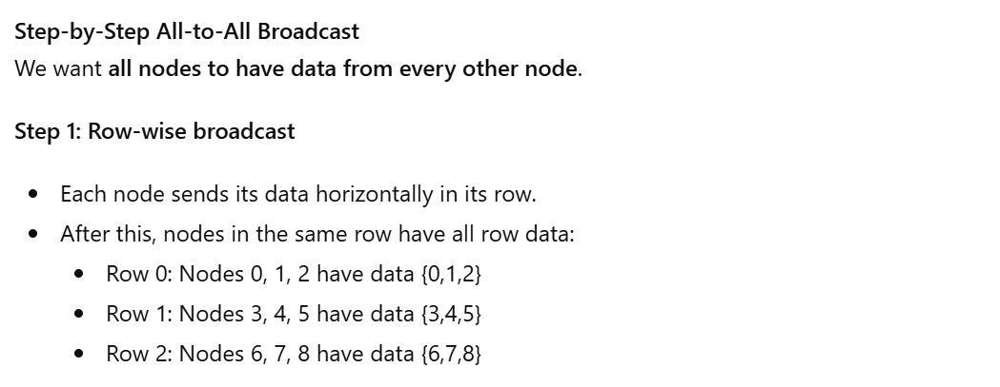 Step-by-Step All-to-All Broadcast
We want all nodes to have data from every other node.
Step 1: Row-wise broadcast
• Each node sends its data horizontally in its row.
• After this, nodes in the same row have all row data:
• Row 0: Nodes 0, 1, 2 have data {0,1,2}
• Row 1: Nodes 3, 4, 5 have data {3,4,5}
• Row 2: Nodes 6, 7, 8 have data {6,7,8}